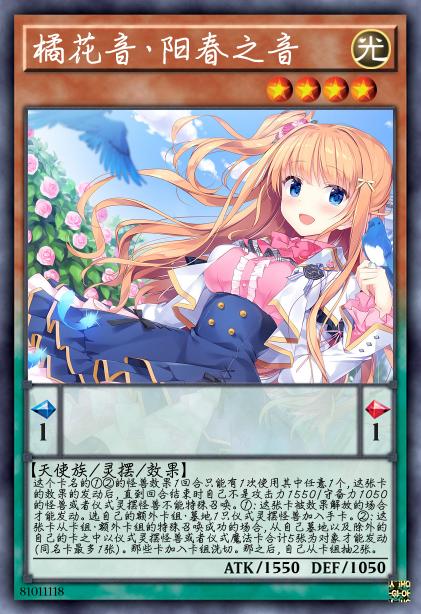 橘花音·阳春之音
光
1
1
【天使族/灵摆/效果】
这个卡名的①②的怪兽效果1回合只能有1次使用其中任意1个，这张卡
的效果的发动后，直到回合结束时自己不是攻击力1550/守备力1050
的怪兽或者仪式灵摆怪兽不能特殊召唤。①：这张卡被效果解放的场合
才能发动。选自己的额外卡组·墓地1只仪式灵摆怪兽加入手卡。②：这
张卡从卡组·额外卡组的特殊召唤成功的场合，从自己墓地以及除外的
自己的卡之中以仪式灵摆怪兽或者仪式魔法卡合计5张为对象才能发动
(同名卡最多1张)。那些卡加入卡组洗切。那之后，自己从卡组抽2张。
ATK/1550 DEF/1050
81011118